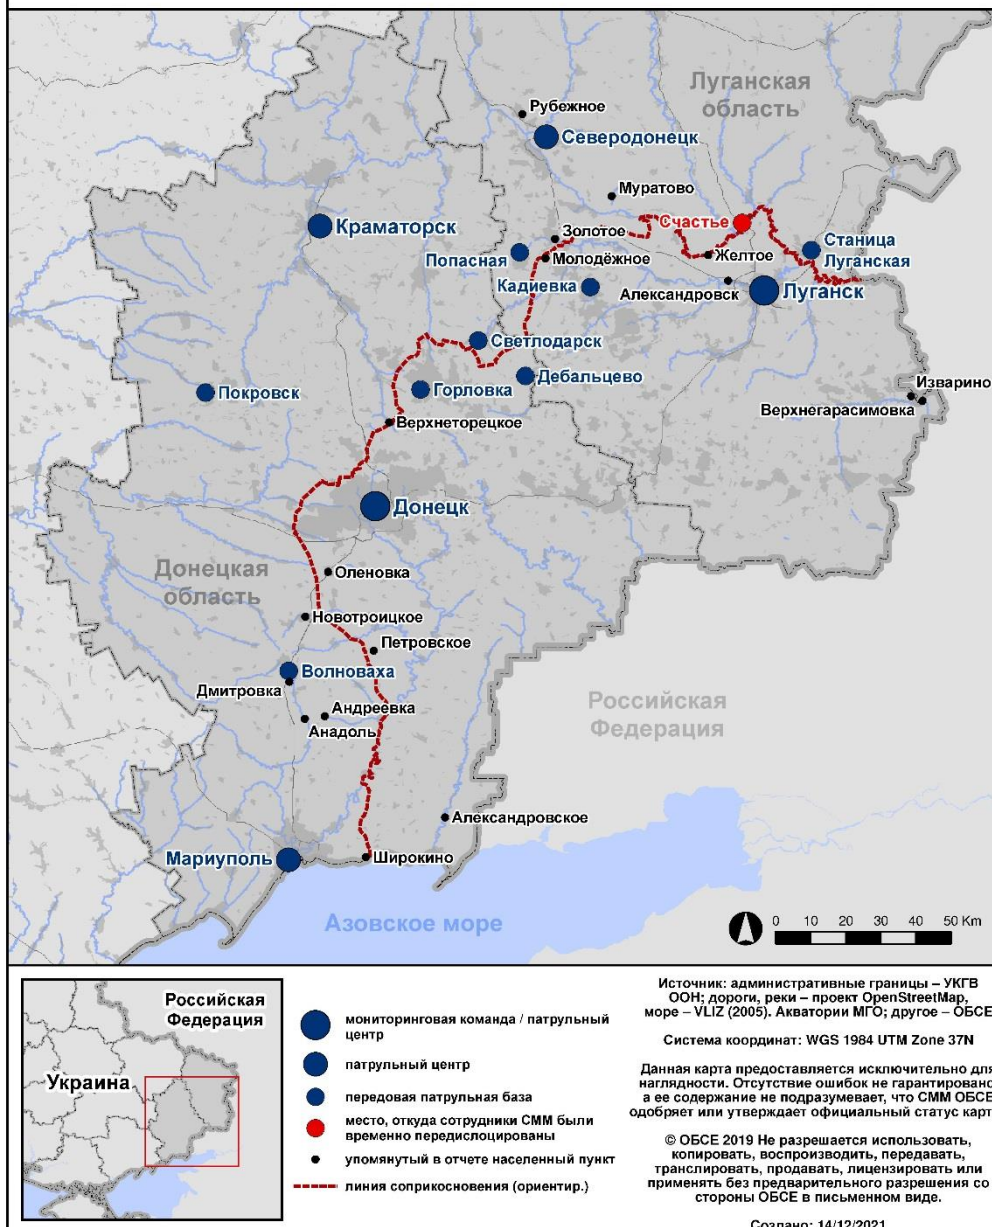 Луганская
область
Рубежное
Северодонецк
Муратово
Счастье
Краматорск
Золотое
Станица
Луганская
Попасная
Молодёжное
Желтое
Кадиевка
Александровск
Луганск
Светлодарск
Дебальцево
Изварино
Покровск
Горловка
Верхнегарасимовка
Верхнеторецкое
Донецк
Донецкая
область
Оленовка
Новотроицкое
Петровское
Волноваха
Дмитровка
Андреевка
Анадоль
Российская
Федерация
Александровское
Мариуполь
Широкино
Азовское море
0 10 20 30 40 50 Km
Российская
Федерация
Украина
мониторинговая команда / патрульный
центр
патрульный центр
передовая патрульная база
место, откуда сотрудники СММ были
временно передислоцированы
упомянутый в отчете населенный пункт
линия соприкосновения (ориентир.)
Источник: административные границы – УКГВ
ООН; дороги, реки – проект OpenStreetMap,
море – VLIZ (2005). Акватории МГО; другое – ОБСЕ
Система координат: WGS 1984 UTM Zone 37N
Данная карта предоставляется исключительно для
наглядности. Отсутствие ошибок не гарантировано
а ее содержание не подразумевает, что СММ ОБСЕ
одобряет или утверждает официальный статус карт
© ОБСЕ 2019 Не разрешается использовать,
копировать, воспроизводить, передавать,
транслировать, продавать, лицензировать или
применять без предварительного разрешения со
стороны ОБСЕ в письменном виде.
Создано: 14/12/2021